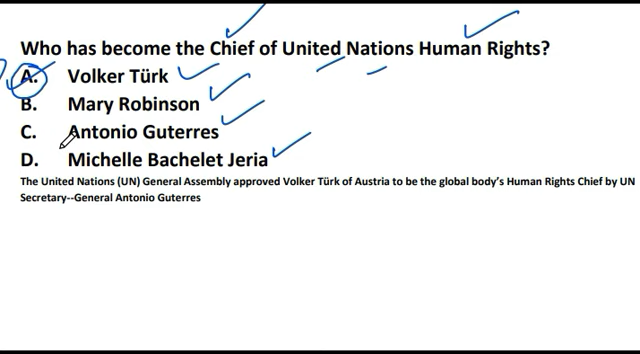 Who has become the Chief of United Nations Human Rights?
A. Volker Türk
B. Mary Robinson
C. Antonio Guterres
D. Michelle Bachelet Jeria
The United Nations (UN) General Assembly approved Volker Türk of Austria to be the global body's Human Rights Chief by UN
Secretary--General Antonio Guterres